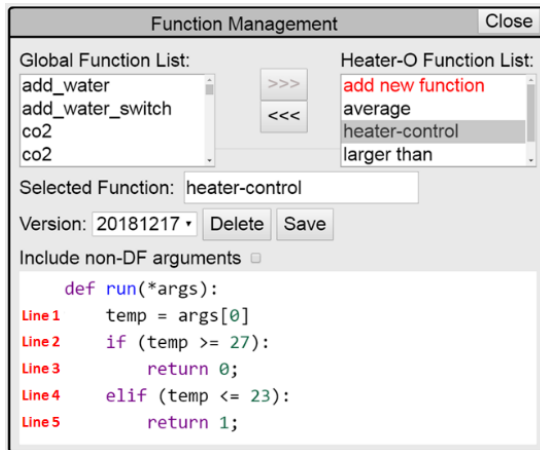 Function Management Close
Global Function List:
add_water
add_water_switch
co2
co2
>>>
<<<
Heater-O Function List:
add new function
average
heater-control
larger than
Selected Function: heater-control
Version: 20181217 Delete Save
Include non-DF arguments
def run(*args):
Line 1 temp = args[0]
Line 2 if (temp >= 27):
Line 3 return 0;
Line 4 elif (temp <= 23):
Line 5 return 1;